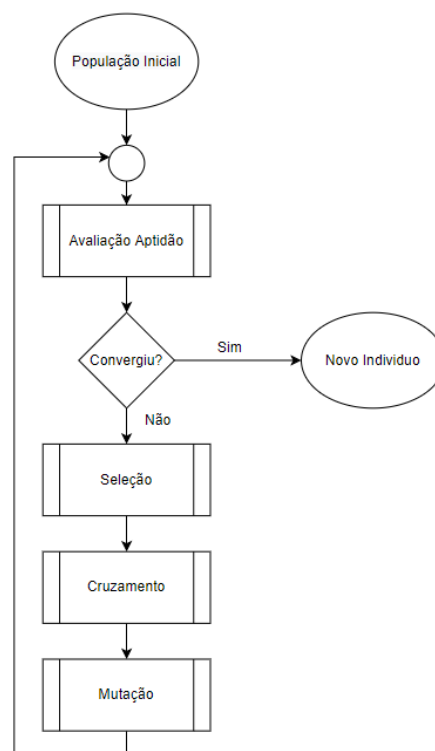 População Inicial
Avaliação Aptidão
Convergiu?
Sim
Novo Individuo
Não
Seleção
Cruzamento
Mutação